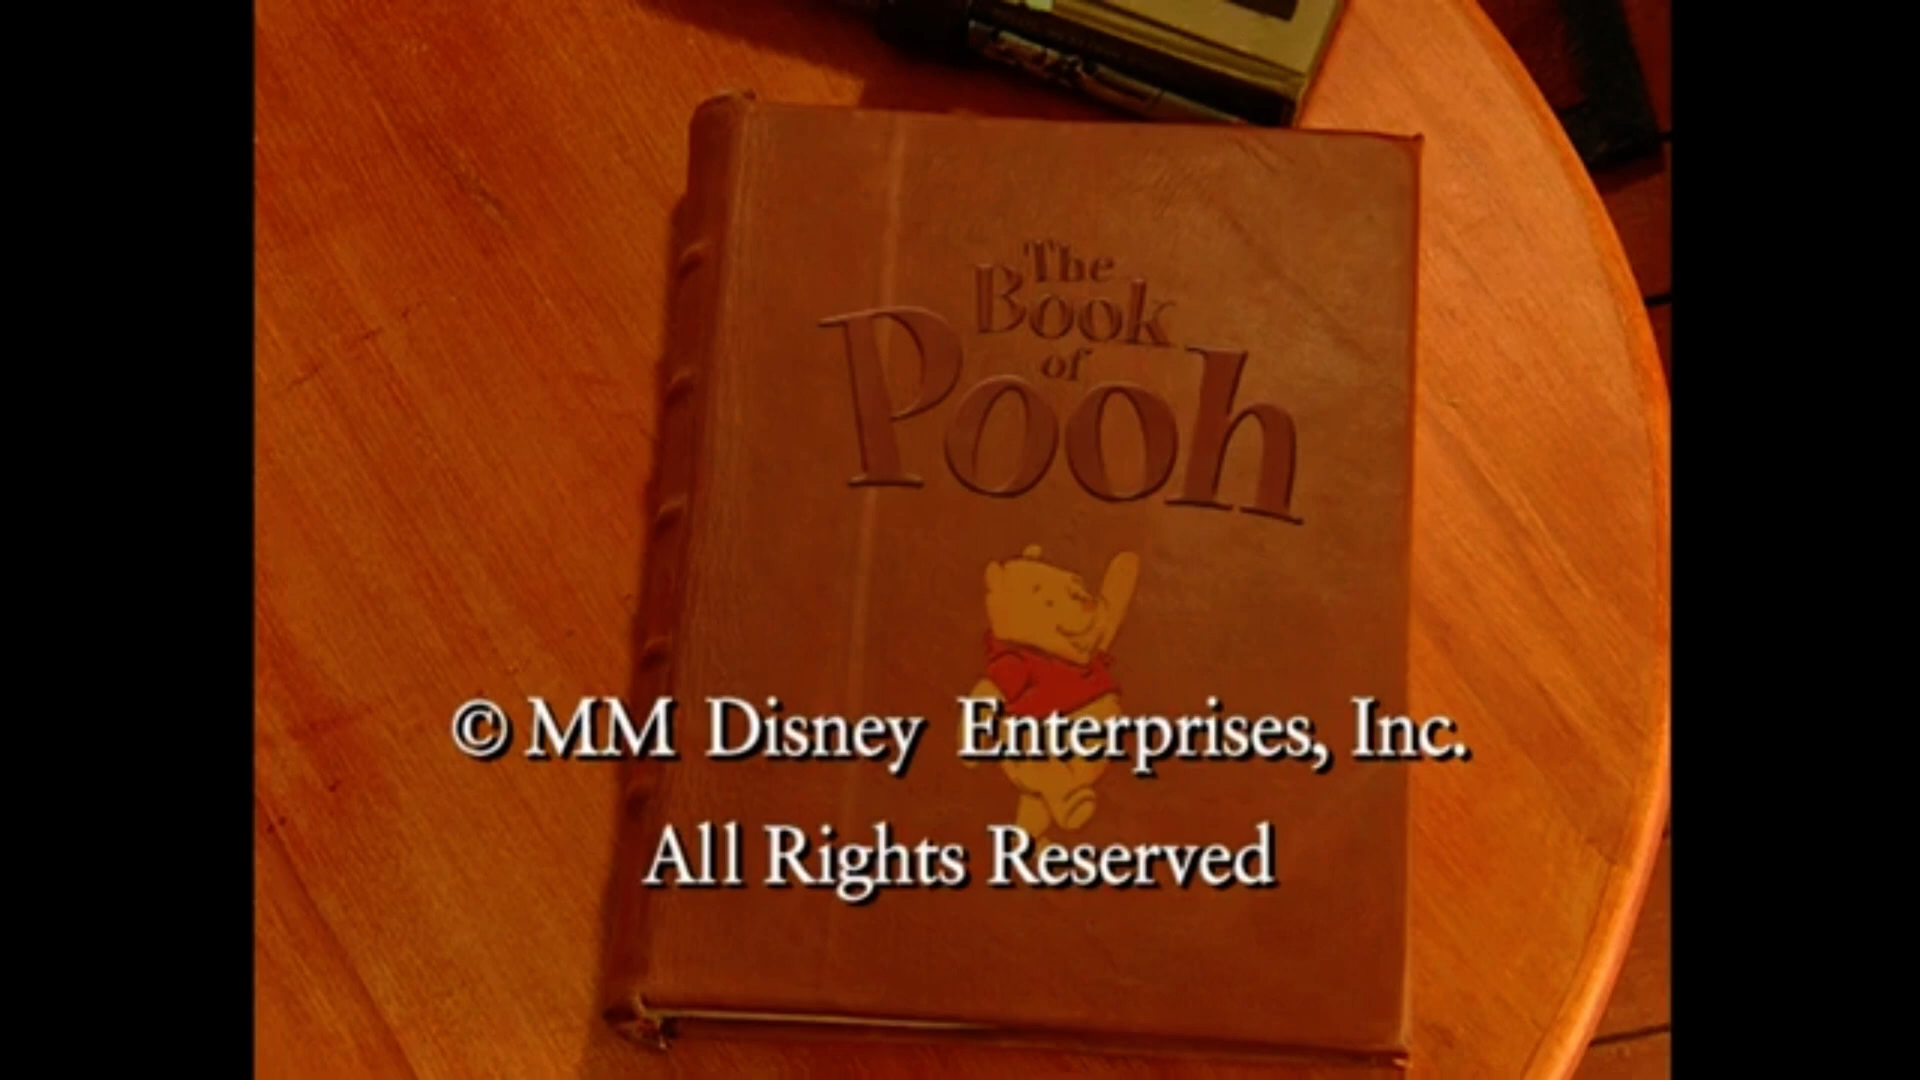 The
Book
of
Pooh
© MM Disney Enterprises, Inc.
All Rights Reserved